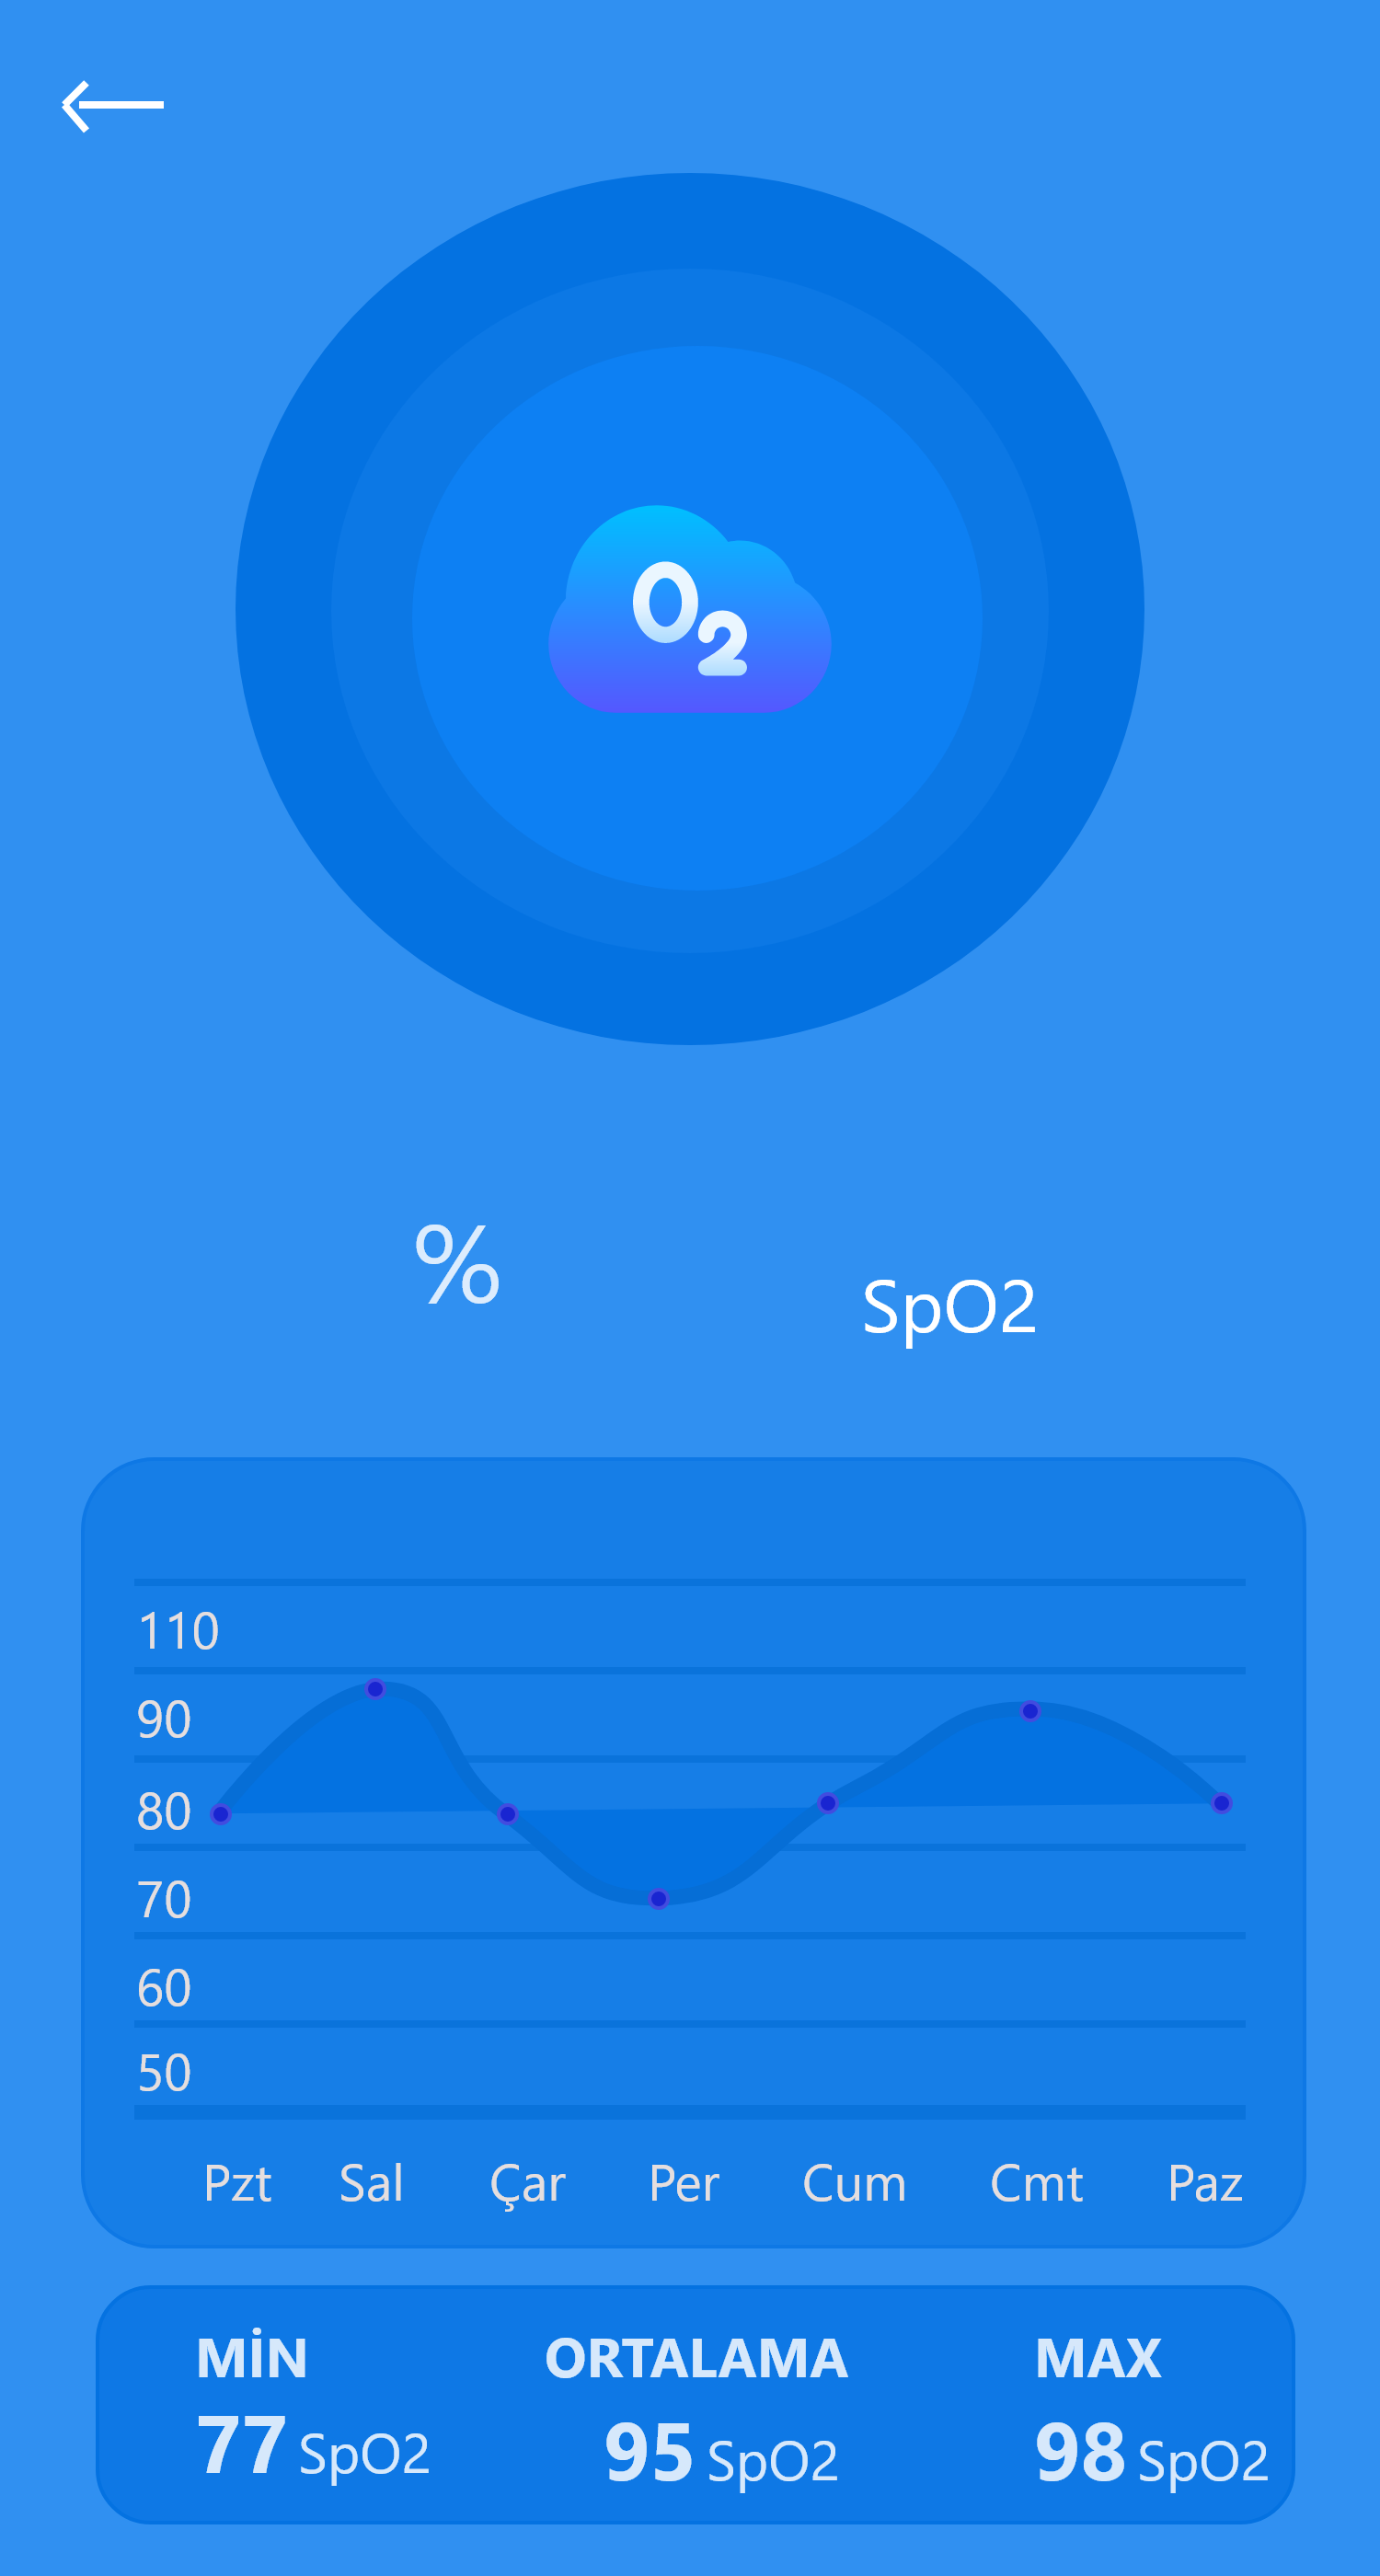 O2
% SpO2
110
90
80
70
60
50
Pzt Sal Çar Per Cum Cmt Paz
MİN ORTALAMA MAX
77 SpO2 95 SpO2 98 SpO2